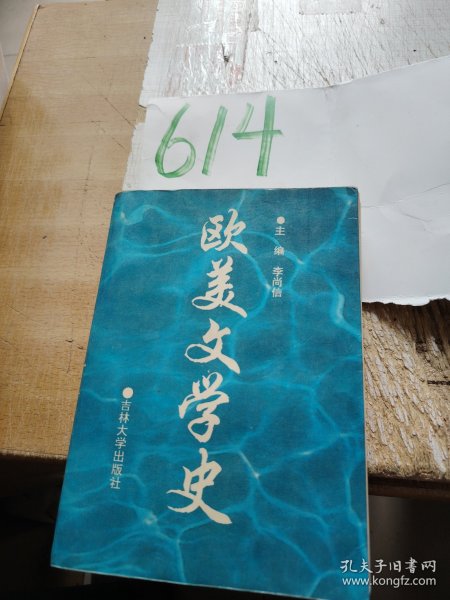 614
欧美文学史
●主编 李尚信
●吉林大学出版社
孔夫子旧书网
www.kongfz.com